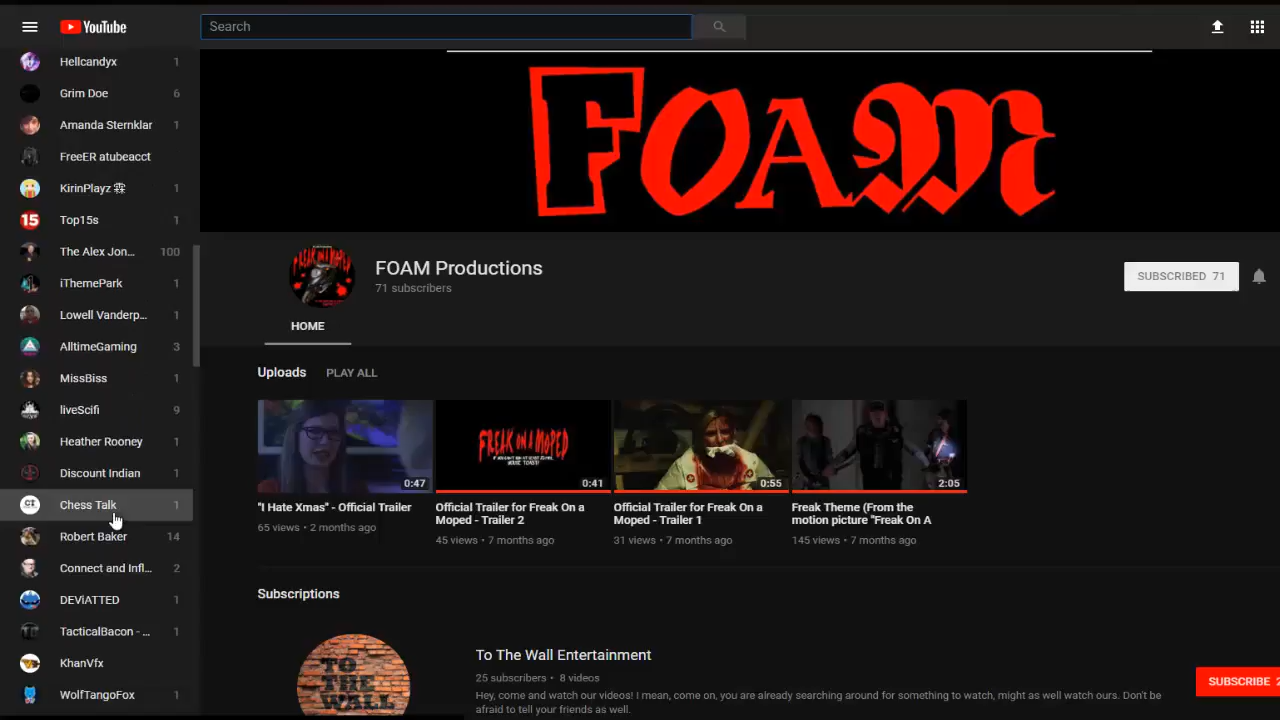 YouTube
Search
Hellcandyx 1
Grim Doe 6
Amanda Sternklar 1
FreeER atubeacct
KirinPlayz 1
15 Top15s 1
The Alex Jon... 100
iThemePark 1
Lowell Vanderp... 1
AlltimeGaming 3
MissBiss 1
liveScifi 9
Heather Rooney 1
Discount Indian 1
Chess Talk 1
Robert Baker 14
Connect and Infl... 2
DEViATTED 1
TacticalBacon - ... 1
KhanVfx
WolfTangoFox 1
FOAM
FREAK ON A MOPED
FOAM Productions
71 subscribers
SUBSCRIBED 71
HOME
Uploads PLAY ALL
0:47
FREAK ON A MOPED
0:41
0:55
2:05
"I Hate Xmas" - Official Trailer
65 views • 2 months ago
Official Trailer for Freak On a
Moped - Trailer 2
45 views • 7 months ago
Official Trailer for Freak On a
Moped - Trailer 1
31 views • 7 months ago
Freak Theme (From the
motion picture "Freak On A
145 views • 7 months ago
Subscriptions
TO
THE
WALL
To The Wall Entertainment
25 subscribers • 8 videos
Hey, come and watch our videos! I mean, come on, you are already searching around for something to watch, might as well watch ours. Don't be
afraid to tell your friends as well.
SUBSCRIBE 2